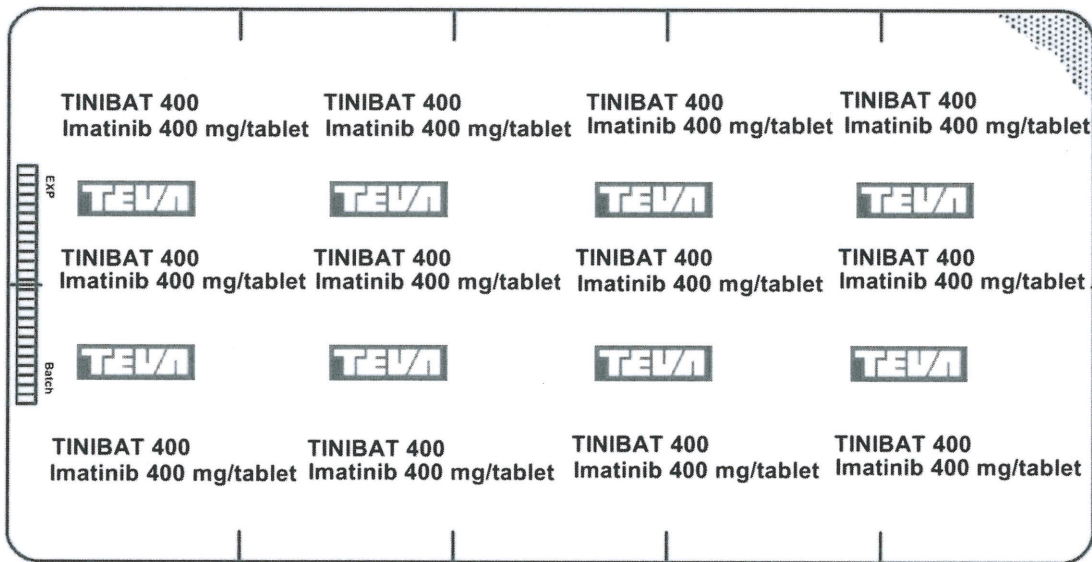 TINIBAT 400 TINIBAT 400 TINIBAT 400 TINIBAT 400
Imatinib 400 mg/tablet Imatinib 400 mg/tablet Imatinib 400 mg/tablet Imatinib 400 mg/tablet
EXP
TEVA TEVA TEVA TEVA
TINIBAT 400 TINIBAT 400 TINIBAT 400 TINIBAT 400
Imatinib 400 mg/tablet Imatinib 400 mg/tablet Imatinib 400 mg/tablet Imatinib 400 mg/tablet
Batch
TEVA TEVA TEVA TEVA
TINIBAT 400 TINIBAT 400 TINIBAT 400 TINIBAT 400
Imatinib 400 mg/tablet Imatinib 400 mg/tablet Imatinib 400 mg/tablet Imatinib 400 mg/tablet